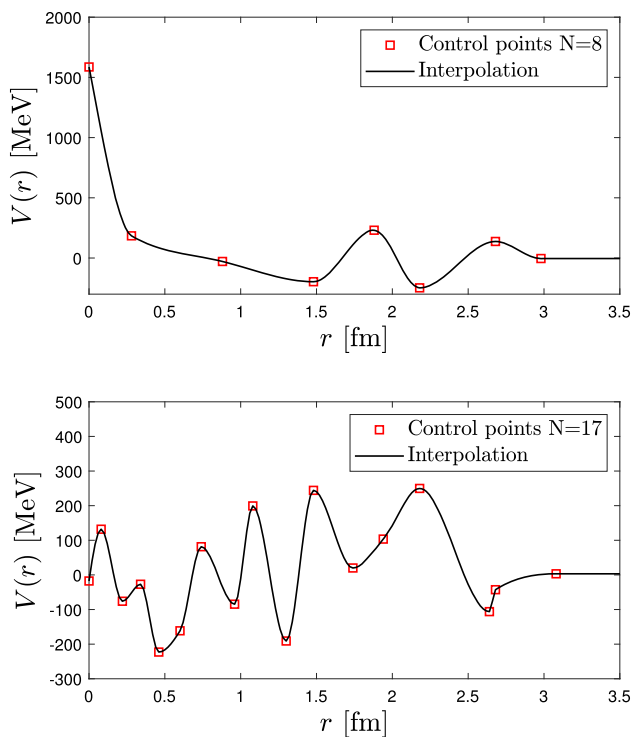 2000
1500
1000
500
0
V(r) [MeV]
Control points N=8
Interpolation
0 0.5 1 1.5 2 2.5 3 3.5
r [fm]
500
400
300
200
100
0
-100
-200
-300
V(r) [MeV]
Control points N=17
Interpolation
0 0.5 1 1.5 2 2.5 3 3.5
r [fm]